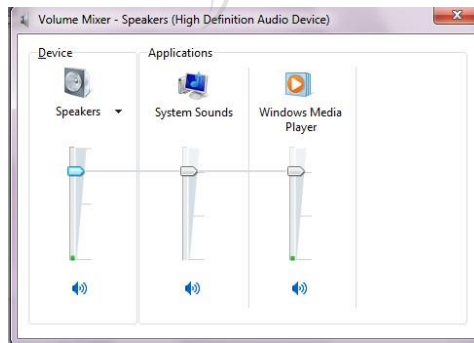 Volume Mixer - Speakers (High Definition Audio Device)
Device
Applications
Speakers
System Sounds
Windows Media
Player